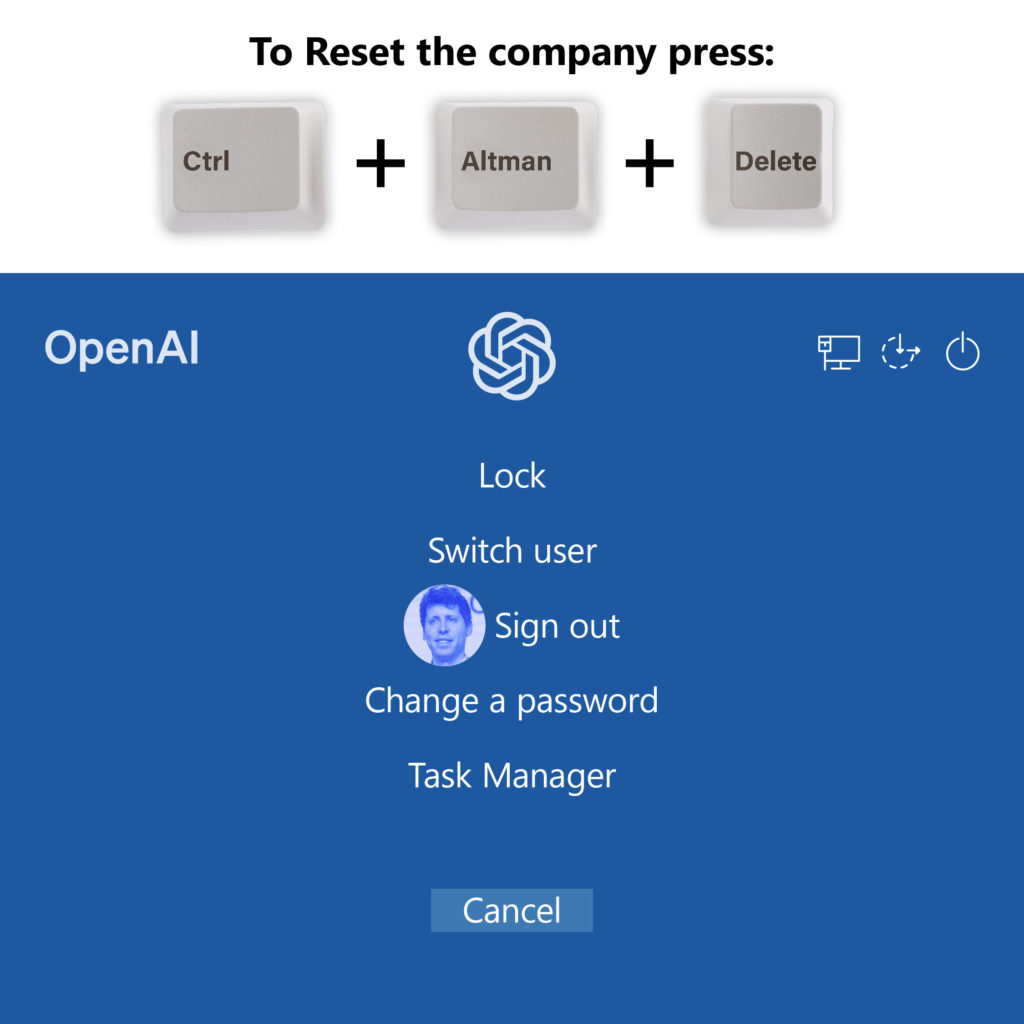 To Reset the company press:
Ctrl + Altman + Delete
OpenAI
Lock
Switch user
Sign out
Change a password
Task Manager
Cancel